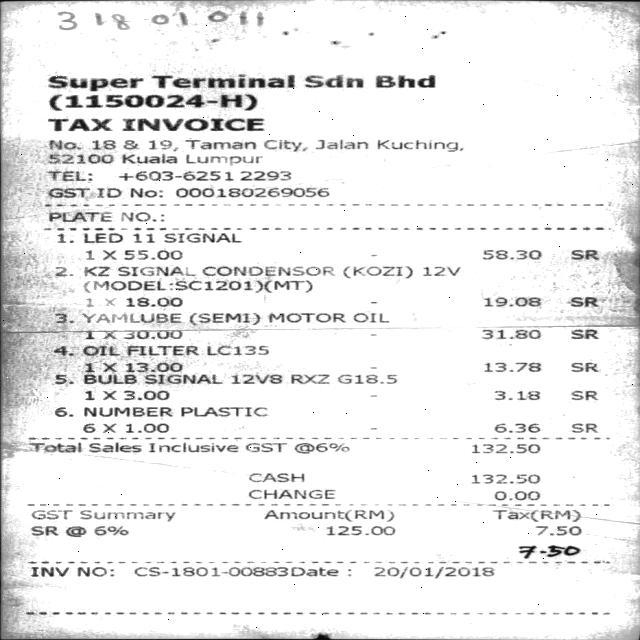 318 01 011
Super Terminal Sdn Bhd
(1150024-H)
TAX INVOICE
No. 18 & 19, Taman City, Jalan Kuching,
52100 Kuala Lumpur
TEL: +603-6251 2293
GST ID No: 000180269056
PLATE NO.:
1. LED 11 SIGNAL
1 X 55.00 - 58.30 SR
2. KZ SIGNAL CONDENSOR (KOZI) 12V
(MODEL:SC1201)(MT)
1 X 18.00 - 19.08 SR
3. YAMLUBE (SEMI) MOTOR OIL
1 X 30.00 - 31.80 SR
4. OIL FILTER LC135
1 X 13.00 - 13.78 SR
5. BULB SIGNAL 12V8 RXZ G18.5
1 X 3.00 - 3.18 SR
6. NUMBER PLASTIC
6 X 1.00 - 6.36 SR
Total Sales Inclusive GST @6% 132.50
CASH 132.50
CHANGE 0.00
GST Summary Amount(RM) Tax(RM)
SR @ 6% 125.00 7.50
7-50
INV NO: CS-1801-00883Date : 20/01/2018